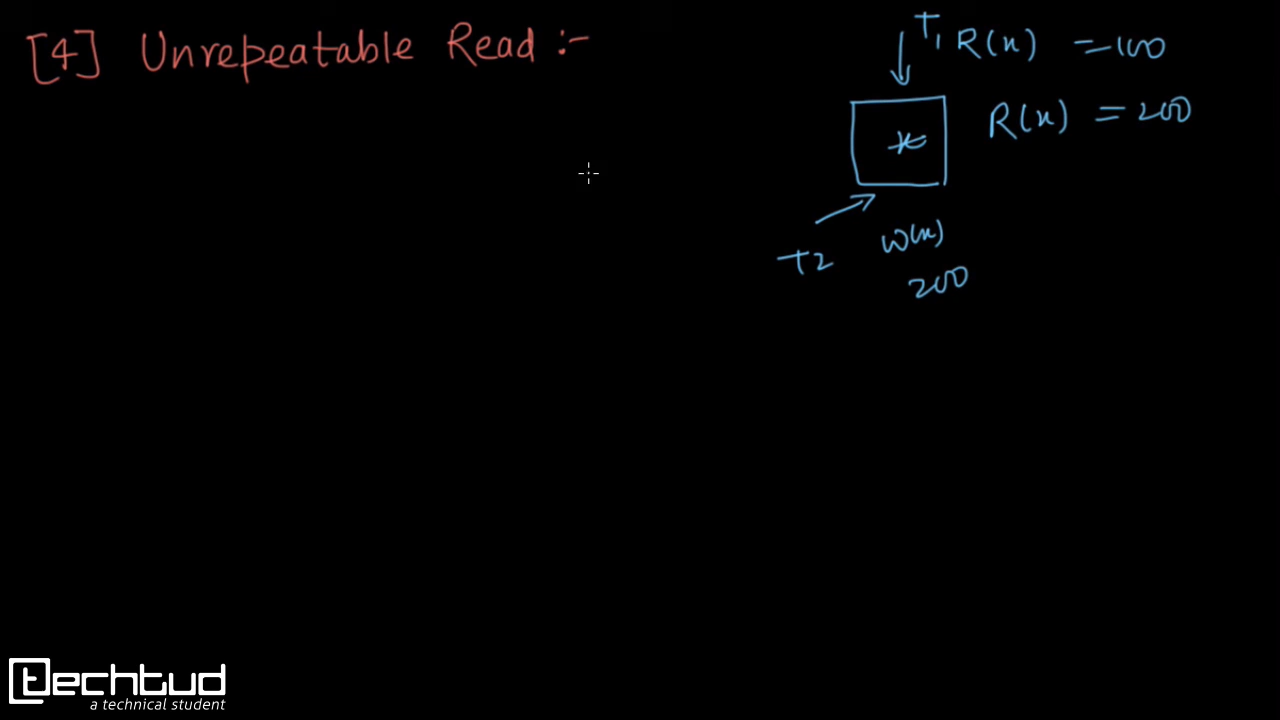 [4] Unrepeatable Read :-
T1 R(x) = 100
R(x) = 200
x
T2 W(x)
200
techtud
a technical student